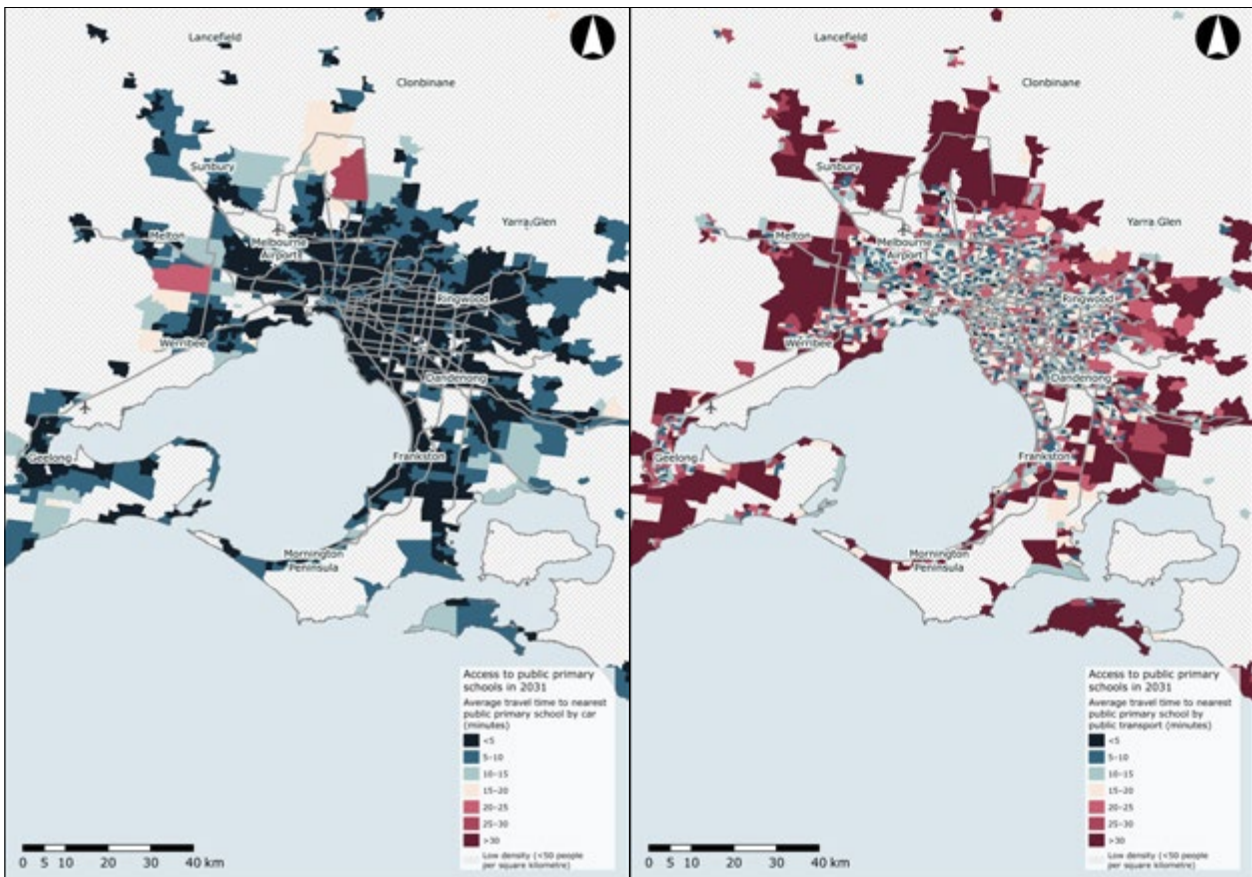 Lancefield
Clonbinane
Sunbury
Yarra Glen
Melton
Melbourne
Airport
Ringwood
Werribee
Dandenong
Geelong
Frankston
Mornington
Peninsula
Access to public primary
schools in 2031
Average travel time to nearest
public primary school by car
(minutes)
<5
5–10
10–15
15–20
20–25
25–30
>30
Low density (<50 people
per square kilometre)
0 5 10 20 30 40 km
Lancefield
Clonbinane
Sunbury
Yarra Glen
Melton
Melbourne
Airport
Ringwood
Werribee
Dandenong
Geelong
Frankston
Mornington
Peninsula
Access to public primary
schools in 2031
Average travel time to nearest
public primary school by
public transport (minutes)
<5
5–10
10–15
15–20
20–25
25–30
>30
Low density (<50 people
per square kilometre)
0 5 10 20 30 40 km